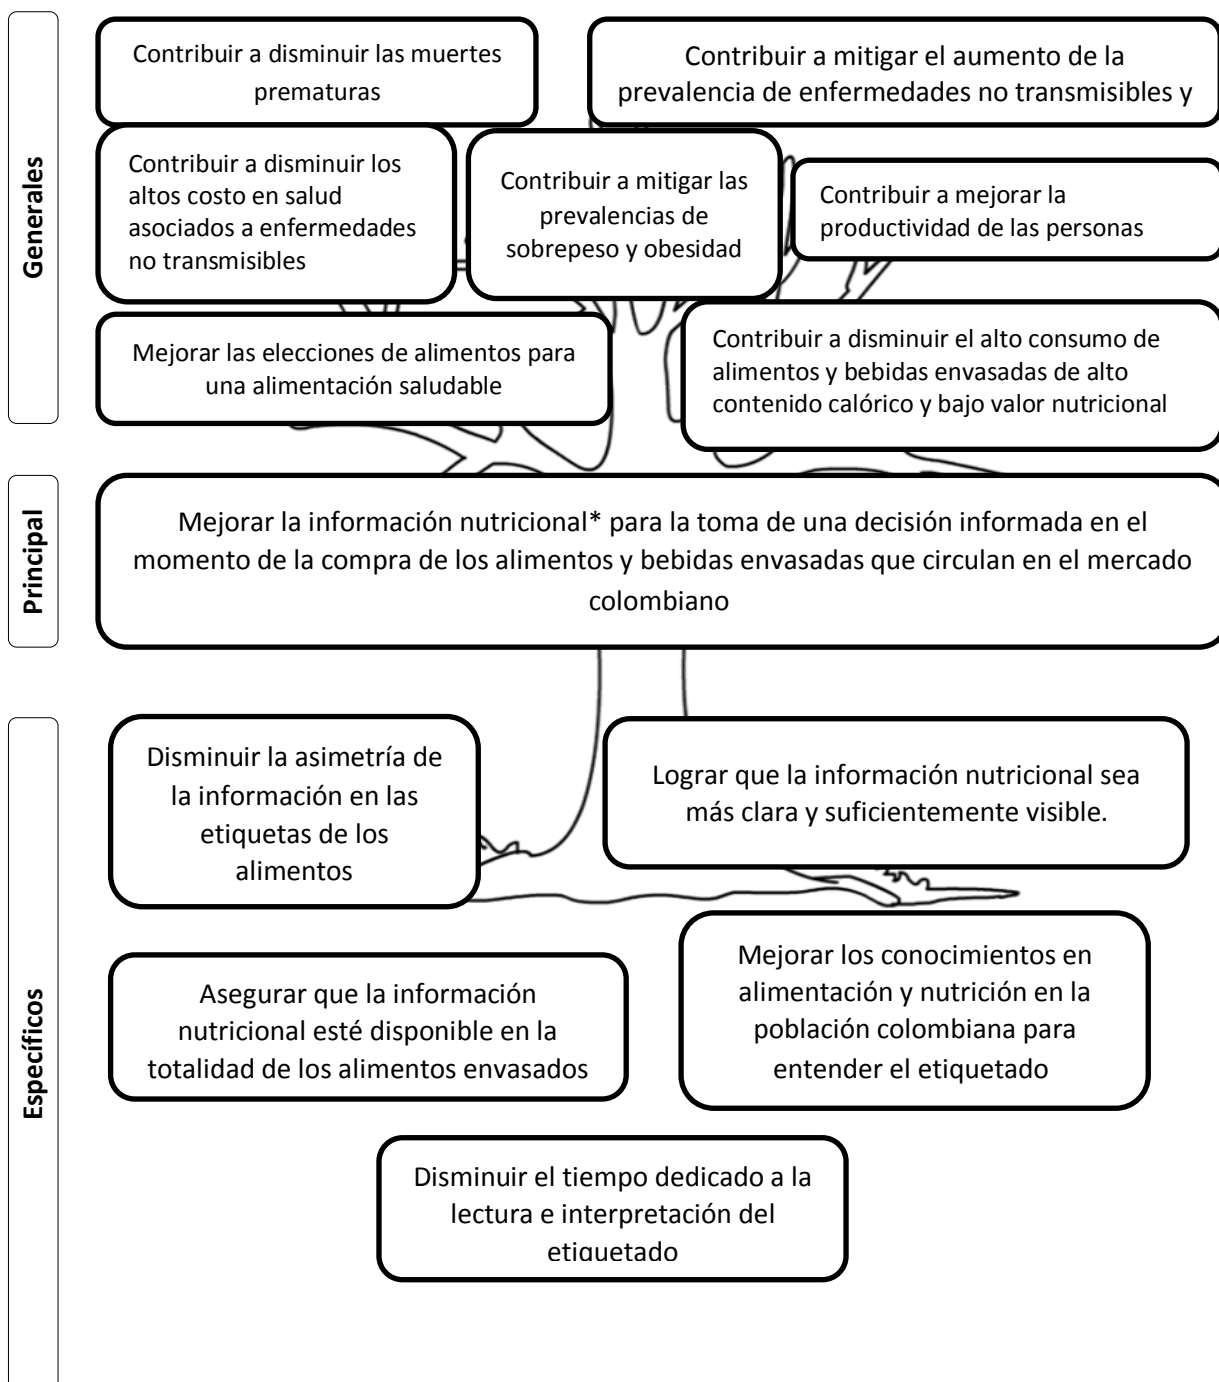 Generales
Contribuir a disminuir las muertes
prematuras
Contribuir a mitigar el aumento de la
prevalencia de enfermedades no transmisibles y
Contribuir a disminuir los
altos costo en salud
asociados a enfermedades
no transmisibles
Contribuir a mitigar las
prevalencias de
sobrepeso y obesidad
Contribuir a mejorar la
productividad de las personas
Mejorar las elecciones de alimentos para
una alimentación saludable
Contribuir a disminuir el alto consumo de
alimentos y bebidas envasadas de alto
contenido calórico y bajo valor nutricional
Principal
Mejorar la información nutricional* para la toma de una decisión informada en el
momento de la compra de los alimentos y bebidas envasadas que circulan en el mercado
colombiano
Específicos
Disminuir la asimetría de
la información en las
etiquetas de los
alimentos
Lograr que la información nutricional sea
más clara y suficientemente visible.
Asegurar que la información
nutricional esté disponible en la
totalidad de los alimentos envasados
Mejorar los conocimientos en
alimentación y nutrición en la
población colombiana para
entender el etiquetado
Disminuir el tiempo dedicado a la
lectura e interpretación del
etiquetado